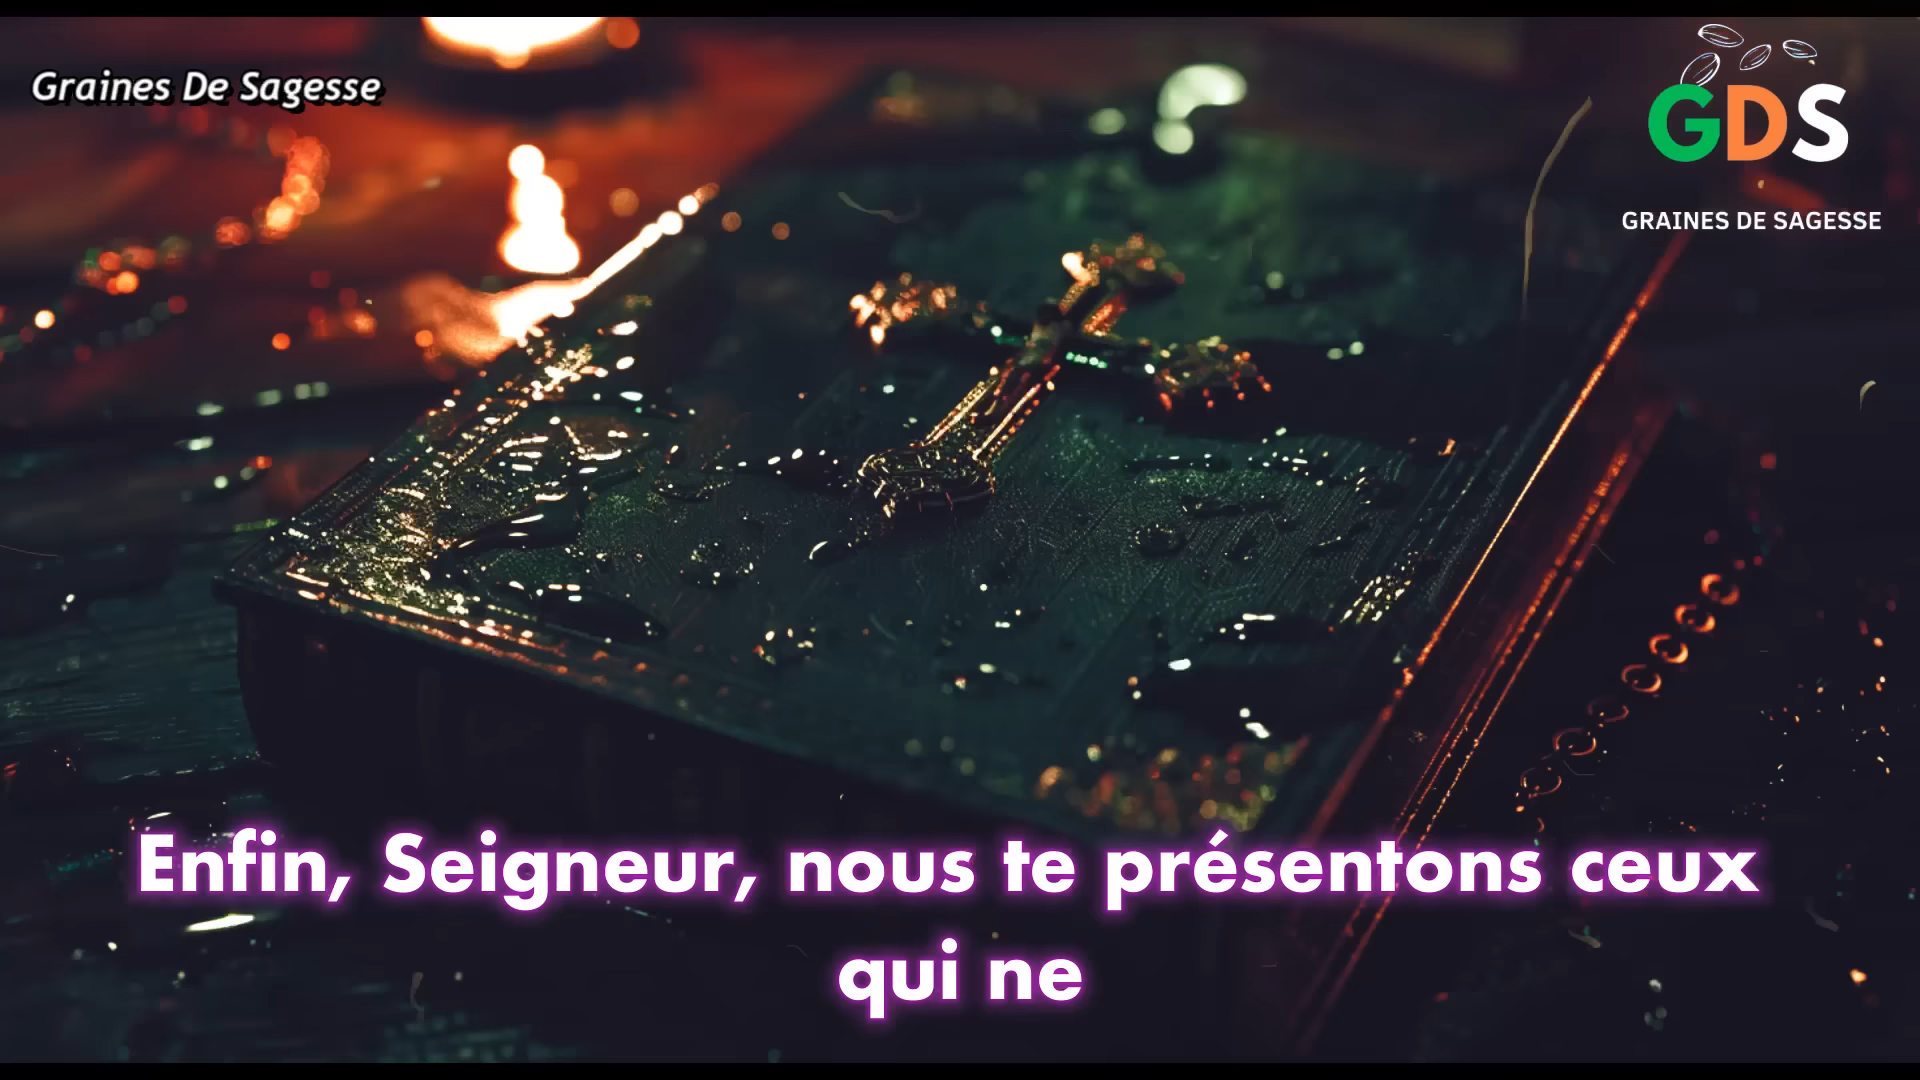 Graines De Sagesse
GDS
GRAINES DE SAGESSE
Enfin, Seigneur, nous te présentons ceux
qui ne